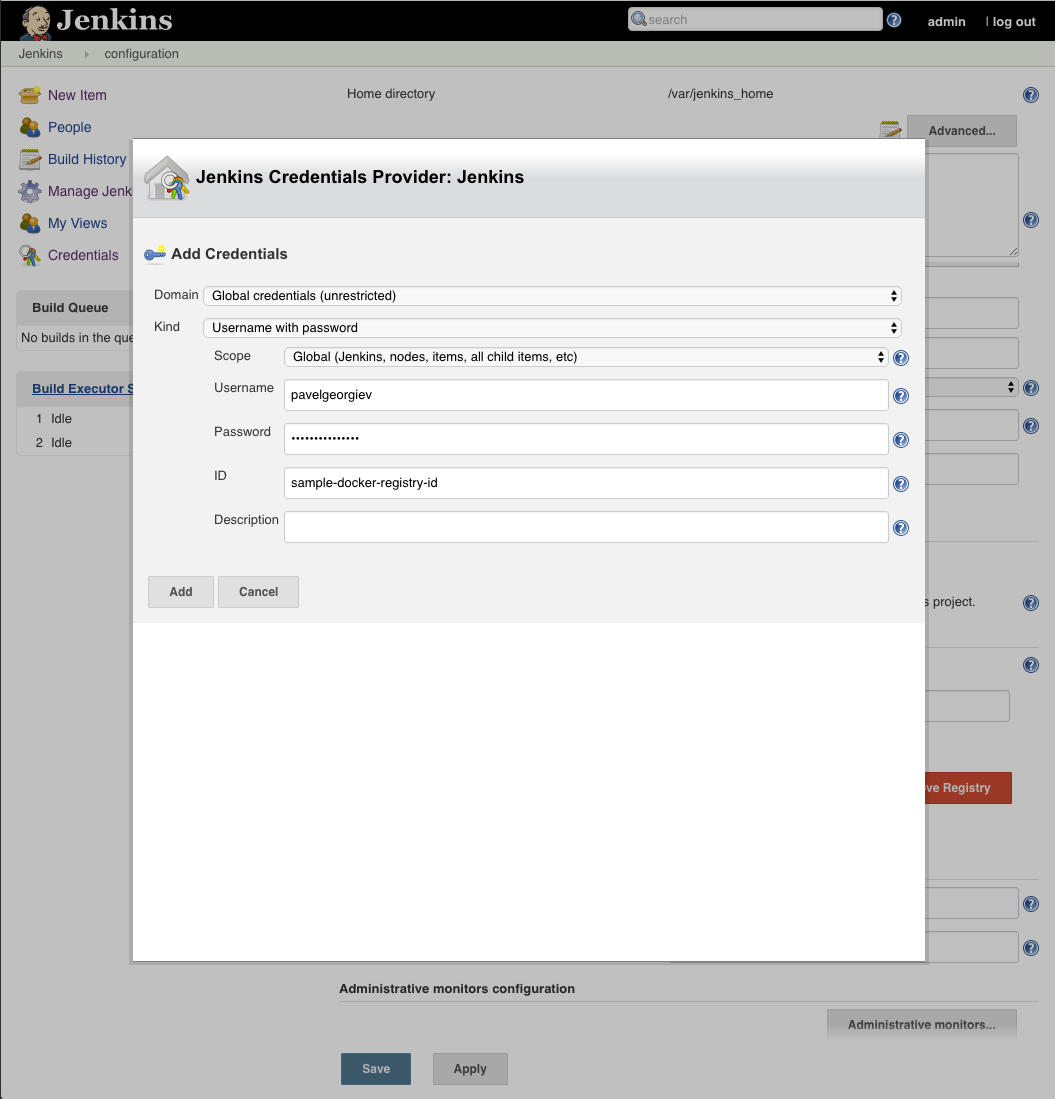 Jenkins
search
admin
| log out
Jenkins
configuration
New Item
Home directory
/var/jenkins_home
People
Advanced...
Build History
Manage Jenk
My Views
Credentials
Build Queue
No builds in the que
Build Executor S
1 Idle
2 Idle
Jenkins Credentials Provider: Jenkins
Add Credentials
Domain
Global credentials (unrestricted)
Kind
Username with password
Scope
Global (Jenkins, nodes, items, all child items, etc)
Username
pavelgeorgiev
Password
•••••••••••••••
ID
sample-docker-registry-id
Description
Add
Cancel
s project.
ve Registry
Administrative monitors configuration
Administrative monitors...
Save
Apply